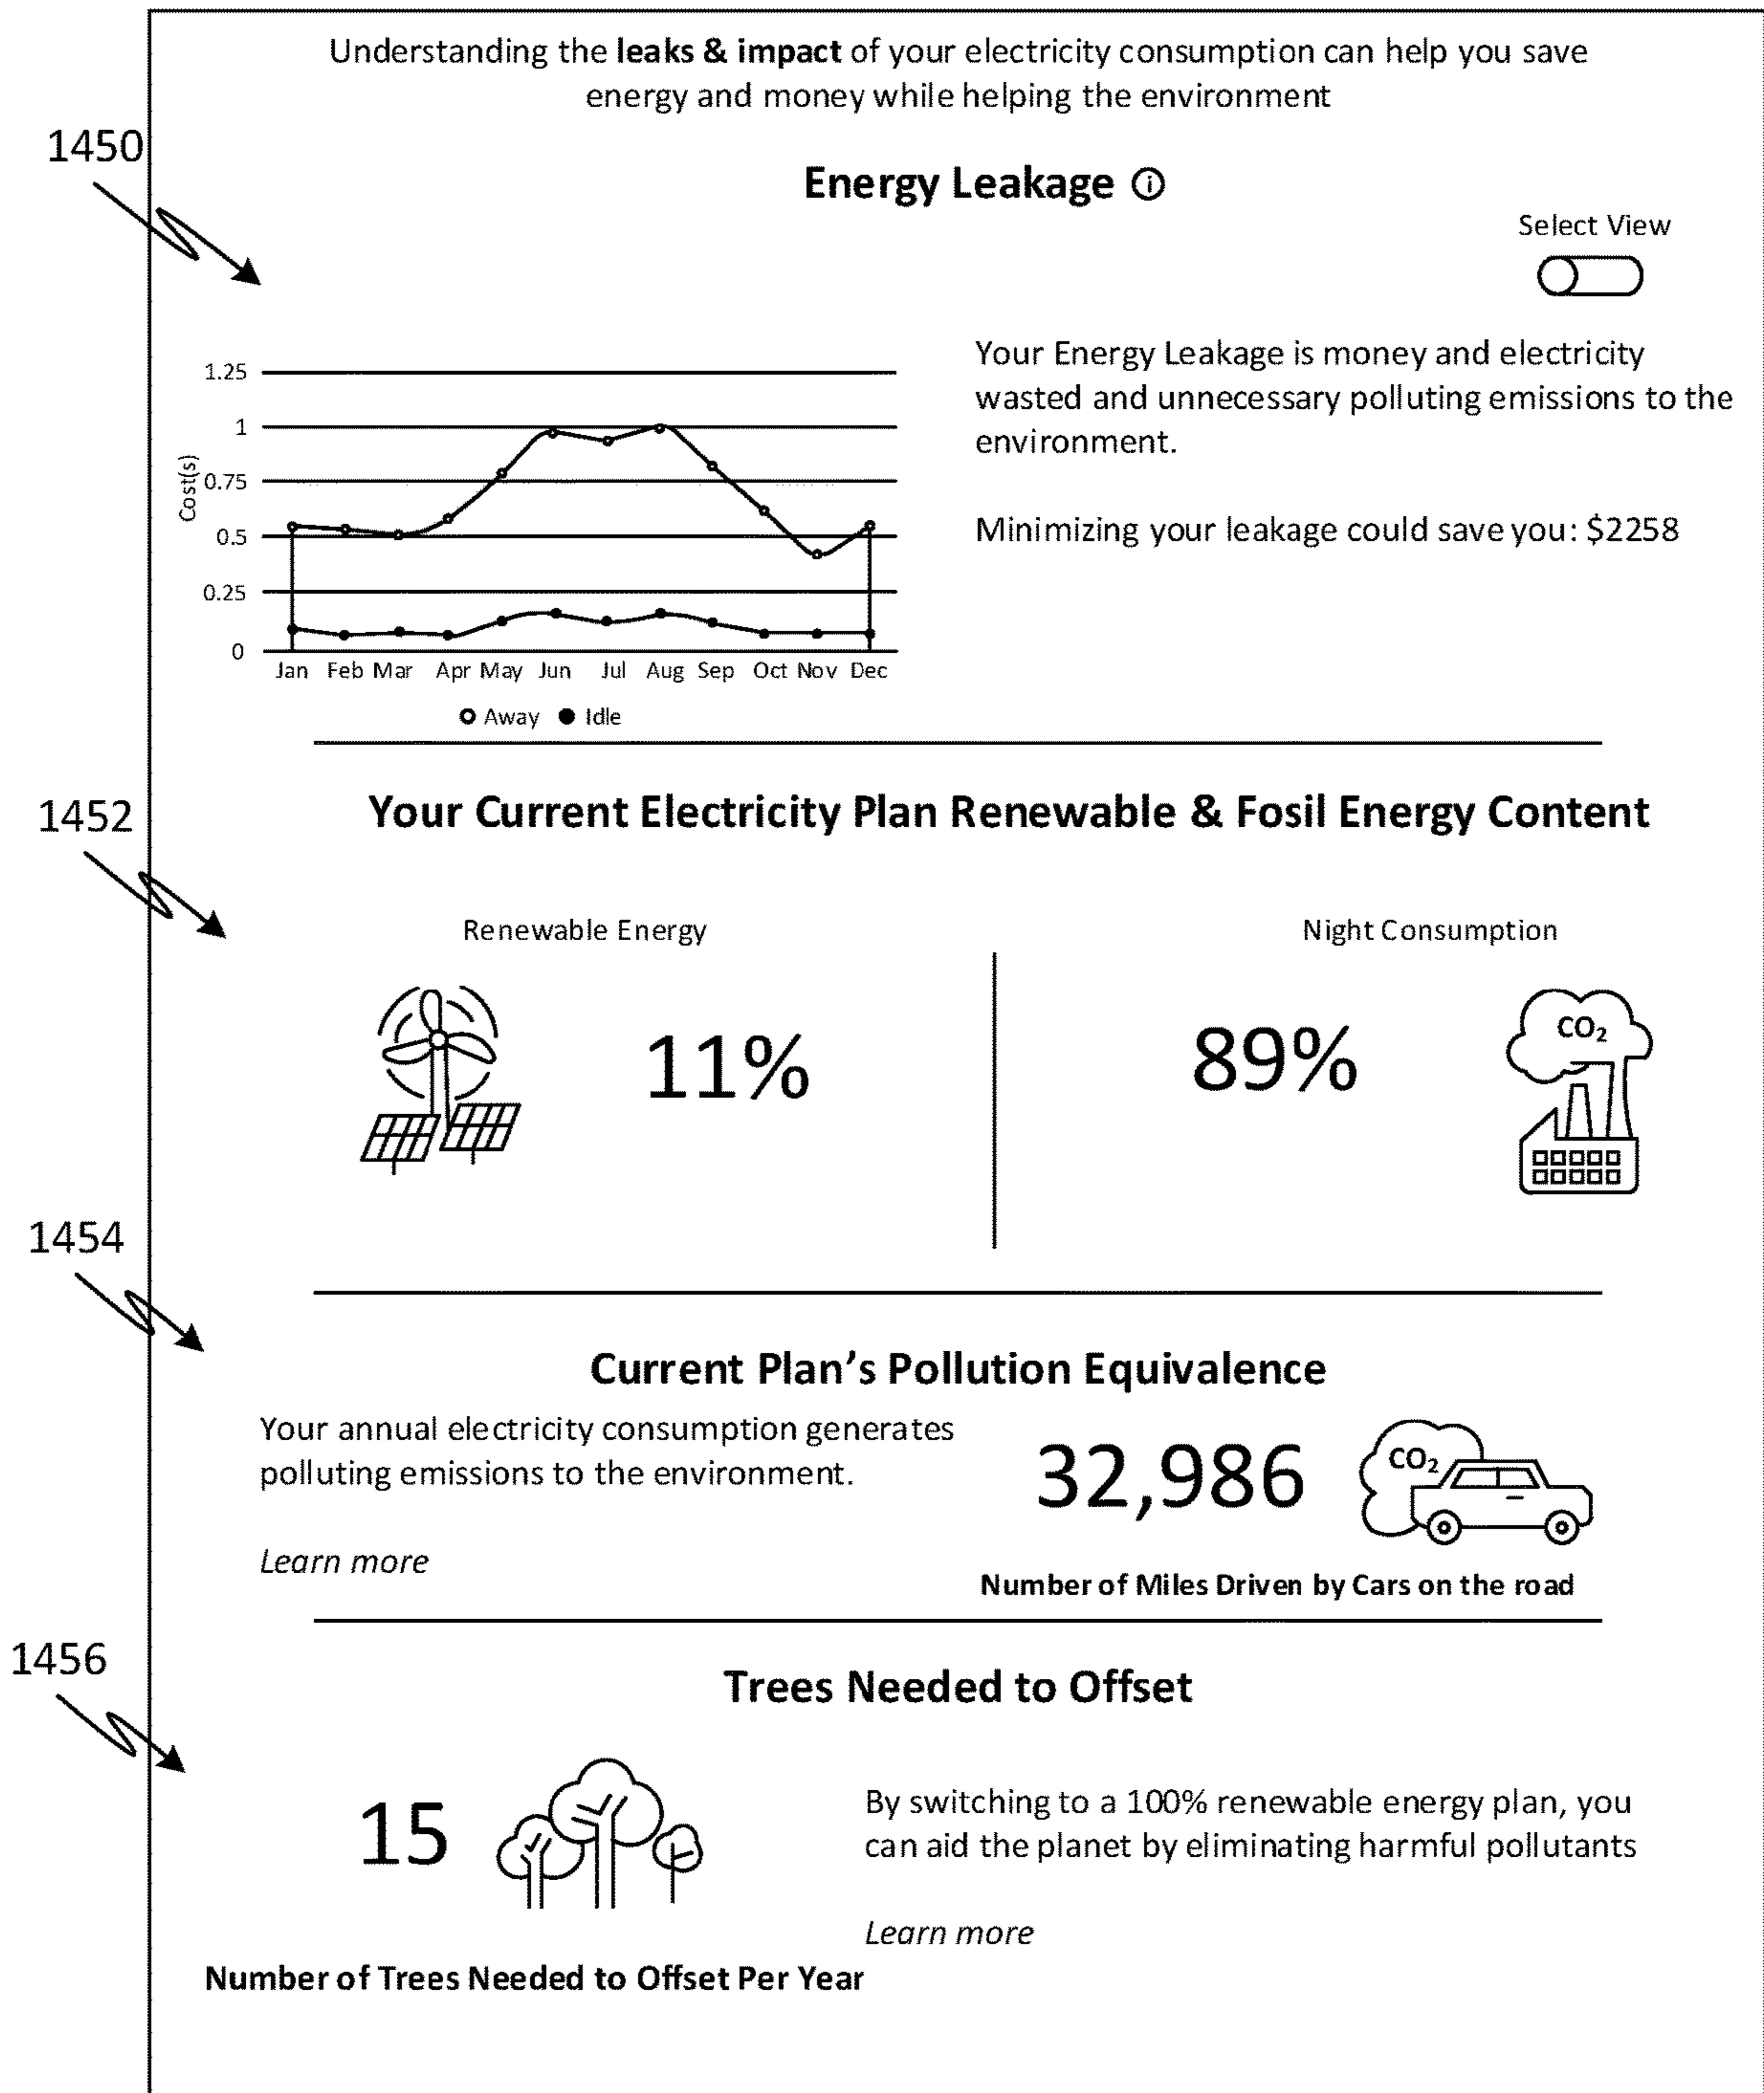 Understanding the leaks & impact of your electricity consumption can help you save
energy and money while helping the environment
1450
Energy Leakage ⓘ
Select View
Your Energy Leakage is money and electricity
wasted and unnecessary polluting emissions to the
environment.
Minimizing your leakage could save you: $2258
Cost(s)
1.25
1
0.75
0.5
0.25
0
Jan Feb Mar Apr May Jun Jul Aug Sep Oct Nov Dec
Away Idle
1452
Your Current Electricity Plan Renewable & Fosil Energy Content
Renewable Energy
11%
Night Consumption
89%
CO₂
1454
Current Plan's Pollution Equivalence
Your annual electricity consumption generates
polluting emissions to the environment.
Learn more
32,986
CO₂
Number of Miles Driven by Cars on the road
1456
Trees Needed to Offset
15
By switching to a 100% renewable energy plan, you
can aid the planet by eliminating harmful pollutants
Learn more
Number of Trees Needed to Offset Per Year